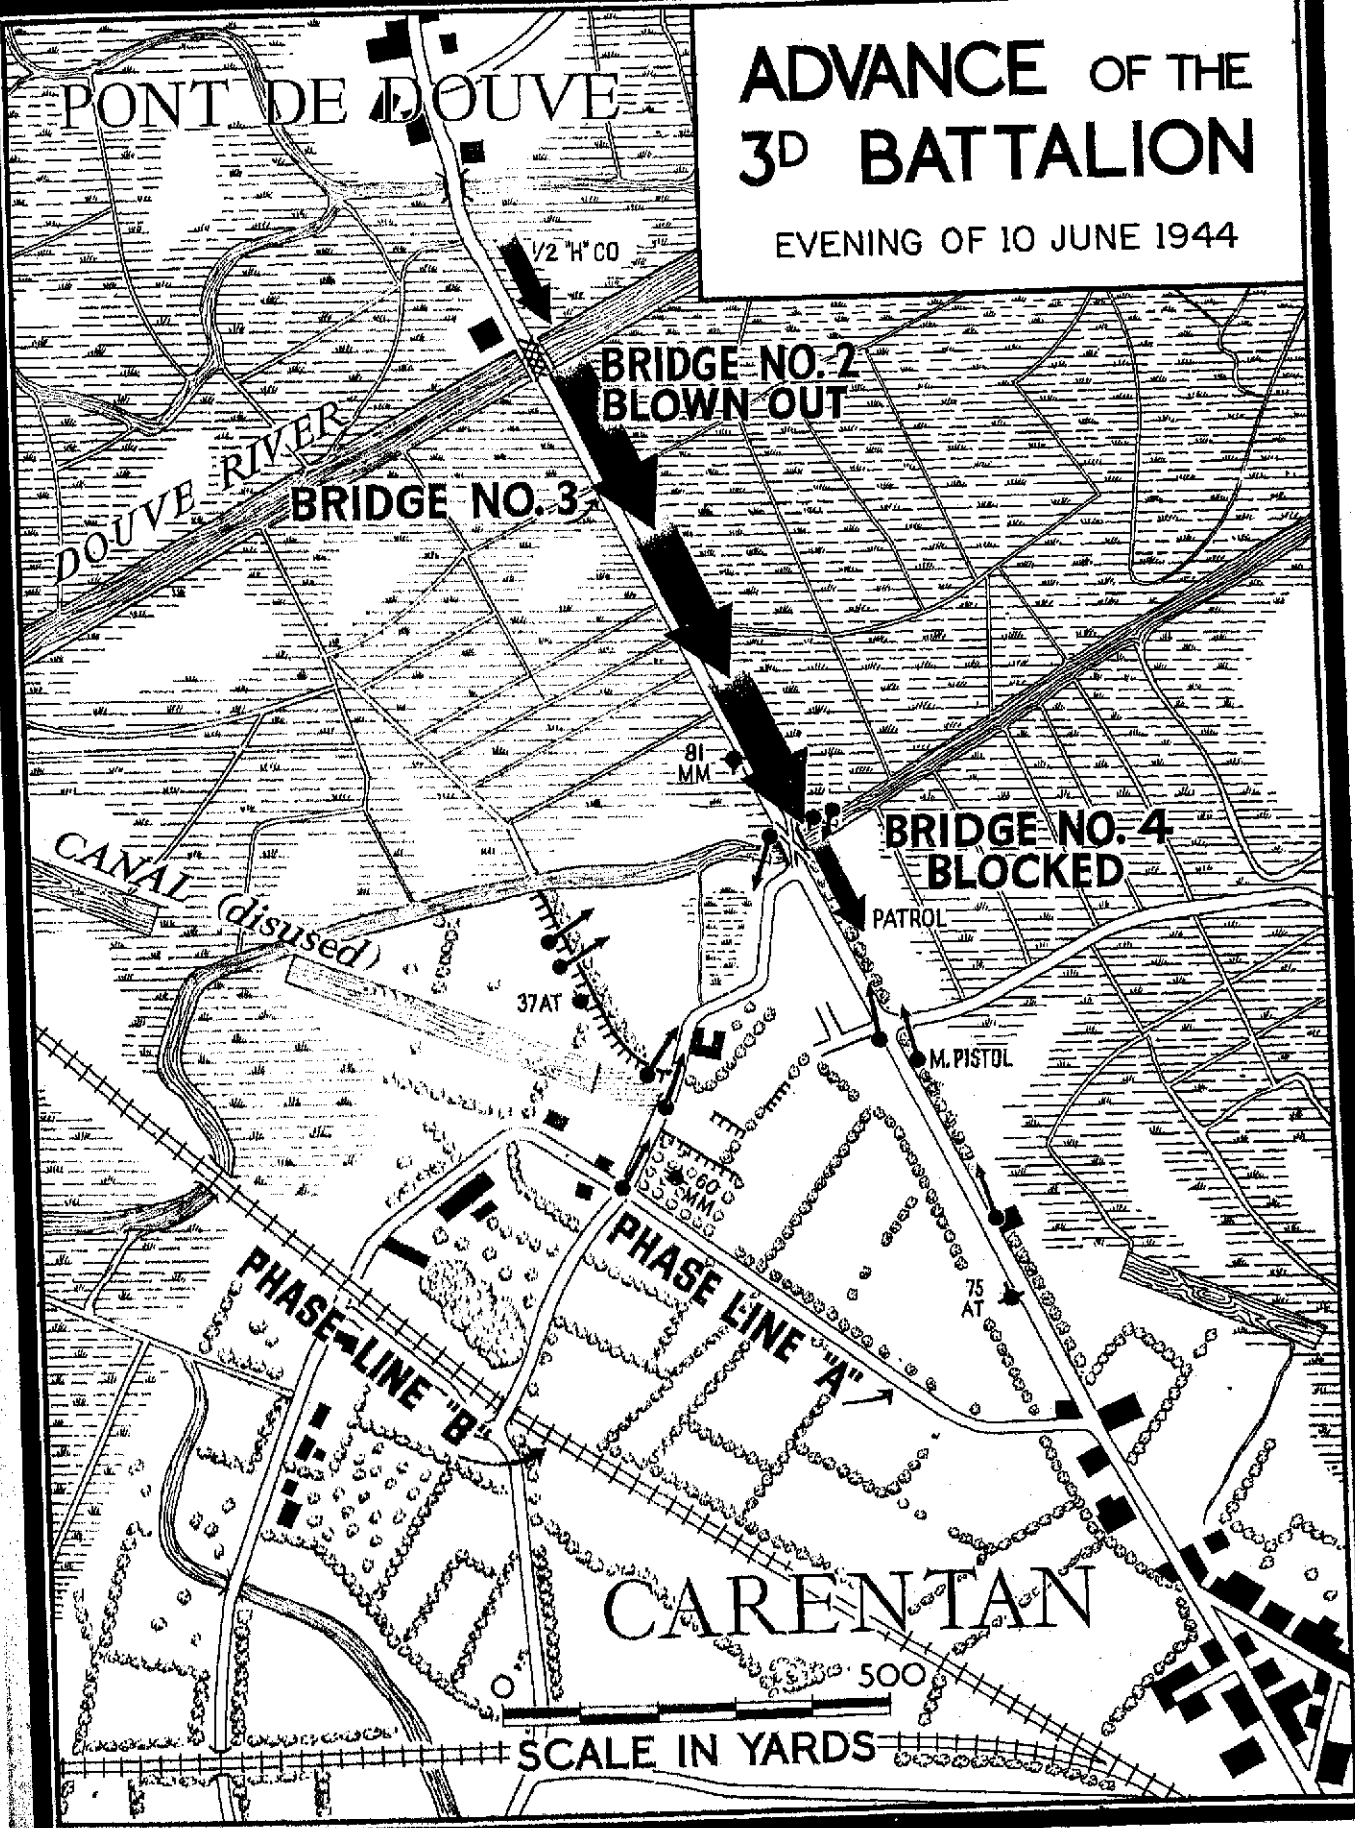 ADVANCE OF THE
3D BATTALION
EVENING OF 10 JUNE 1944
PONT DE DOUVE
1/2 "H" CO
BRIDGE NO. 2
BLOWN OUT
DOUVE RIVER
BRIDGE NO. 3
81
MM
BRIDGE NO. 4
BLOCKED
PATROL
CANAL (disused)
37 AT
M. PISTOL
60
MM
PHASE LINE "A"
75
AT
PHASE LINE "B"
CARENTAN
0 500
SCALE IN YARDS